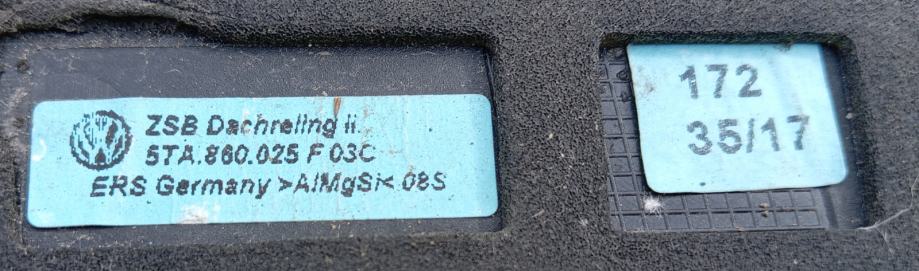 ZSB Dachreling li.
5TA.860.025 F 03C
ERS Germany >AlMgSi< 08S
172
35/17